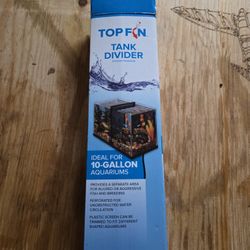 TOP FIN
TANK
DIVIDER
IDEAL FOR
10-GALLON
AQUARIUMS
PROVIDES A SEPARATE AREA
FOR INJURED OR AGGRESSIVE
FISH AND BREEDING
PERFORATED FOR
UNOBSTRUCTED WATER
CIRCULATION
PLASTIC SCREEN CAN BE
TRIMMED TO FIT DIFFERENT
SHAPED AQUARIUMS